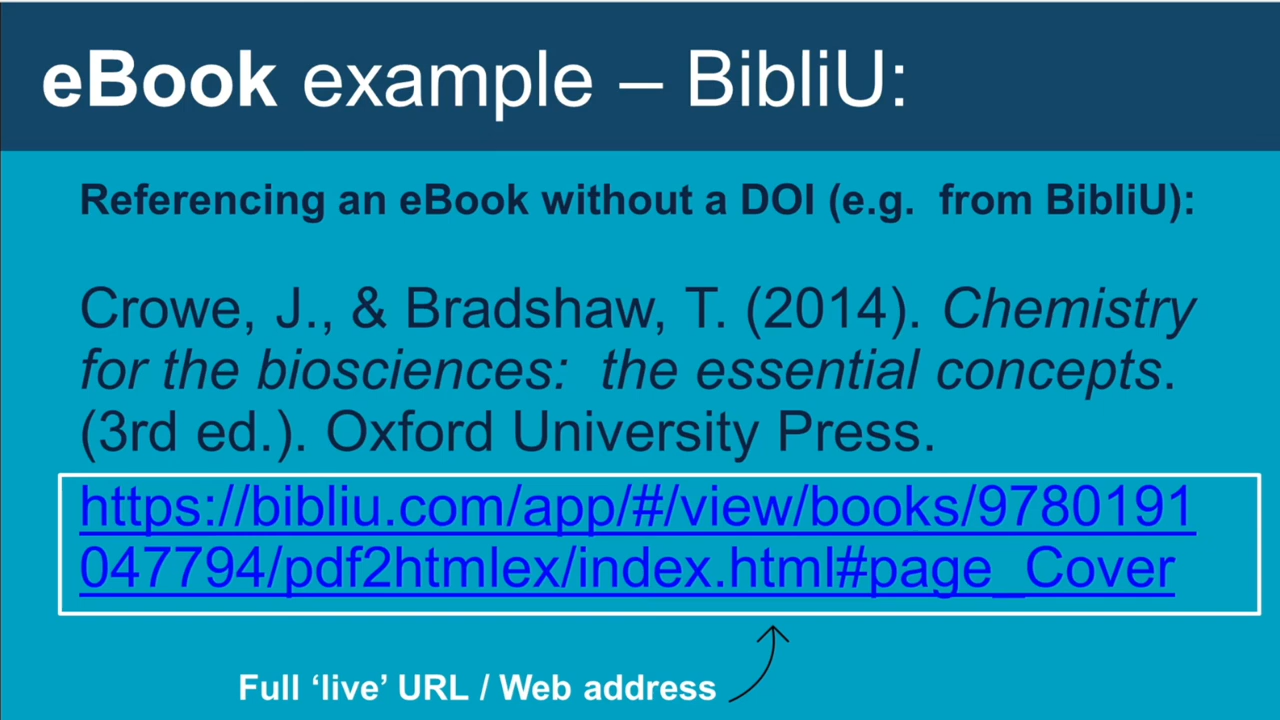 eBook example – BibliU:
Referencing an eBook without a DOI (e.g.  from BibliU):
Crowe, J., & Bradshaw, T. (2014). Chemistry
for the biosciences:  the essential concepts.
(3rd ed.). Oxford University Press.
https://bibliu.com/app/#/view/books/9780191
047794/pdf2htmlex/index.html#page_Cover
Full ‘live’ URL / Web address